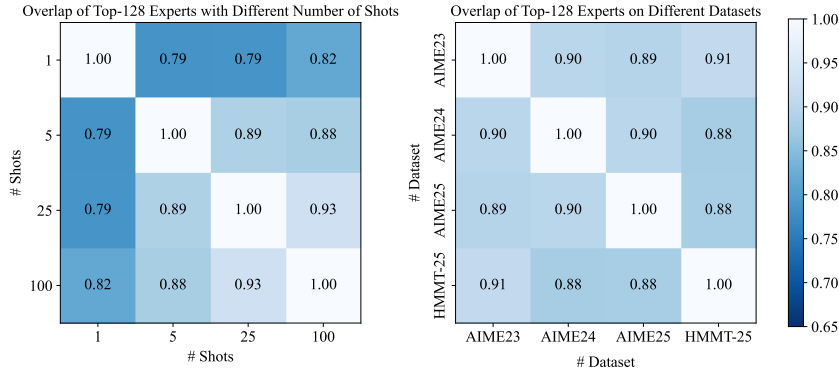 Overlap of Top-128 Experts with Different Number of Shots
# Shots
1 1.00 0.79 0.79 0.82
5 0.79 1.00 0.89 0.88
25 0.79 0.89 1.00 0.93
100 0.82 0.88 0.93 1.00
1 5 25 100
# Shots
Overlap of Top-128 Experts on Different Datasets
# Dataset
AIME23 1.00 0.90 0.89 0.91
AIME24 0.90 1.00 0.90 0.88
AIME25 0.89 0.90 1.00 0.88
HMMT-25 0.91 0.88 0.88 1.00
AIME23 AIME24 AIME25 HMMT-25
# Dataset
1.00
0.95
0.90
0.85
0.80
0.75
0.70
0.65